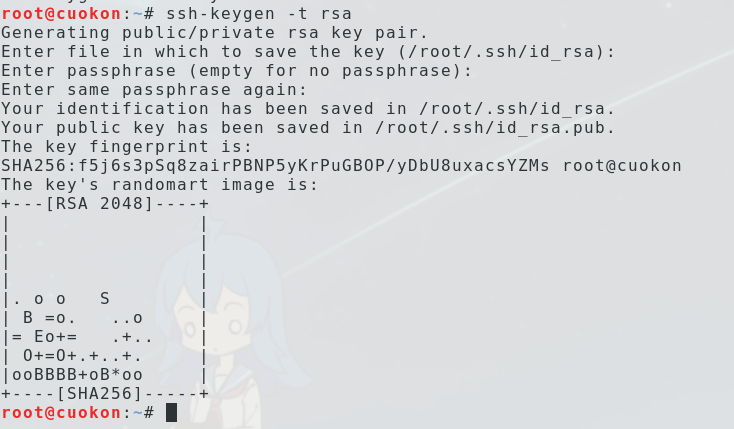 root@cuokon:~# ssh-keygen -t rsa
Generating public/private rsa key pair.
Enter file in which to save the key (/root/.ssh/id_rsa):
Enter passphrase (empty for no passphrase):
Enter same passphrase again:
Your identification has been saved in /root/.ssh/id_rsa.
Your public key has been saved in /root/.ssh/id_rsa.pub.
The key fingerprint is:
SHA256:f5j6s3pSq8zairPBNP5yKrPuGBOP/yDbU8uxacsYZMs root@cuokon
The key's randomart image is:
+---[RSA 2048]----+
|                 |
|                 |
|                 |
|                 |
|. o o   S        |
| B =o.   ..o     |
|= Eo+=   .+..    |
| O+=O+.+..+.     |
|ooBBBB+oB*oo     |
+----[SHA256]-----+
root@cuokon:~#